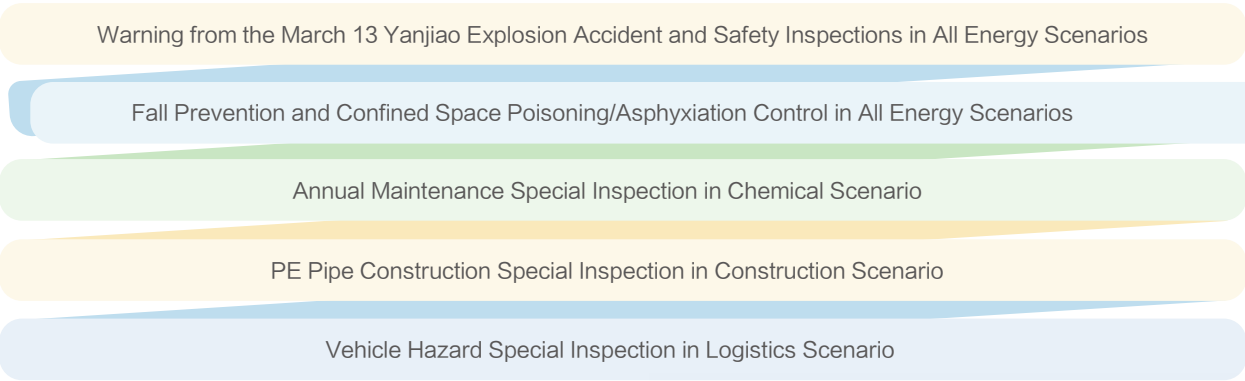 Warning from the March 13 Yanjiao Explosion Accident and Safety Inspections in All Energy Scenarios
Fall Prevention and Confined Space Poisoning/Asphyxiation Control in All Energy Scenarios
Annual Maintenance Special Inspection in Chemical Scenario
PE Pipe Construction Special Inspection in Construction Scenario
Vehicle Hazard Special Inspection in Logistics Scenario